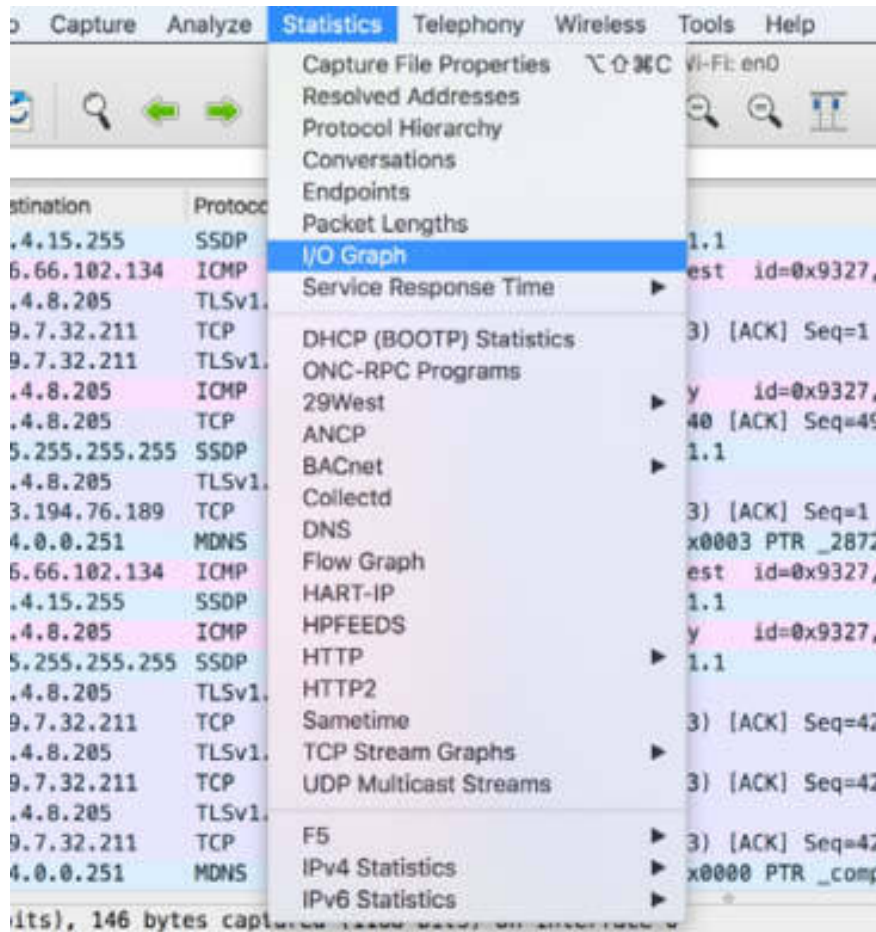 Capture Analyze Statistics Telephony Wireless Tools Help
Capture File Properties ⌥⇧⌘C Wi-Fi: en0
Resolved Addresses
Protocol Hierarchy
Conversations
Endpoints
stination Protoco
Packet Lengths
.4.15.255 SSDP 1.1
I/O Graph
6.66.102.134 ICMP est id=0x9327,
Service Response Time
.4.8.205 TLSv1.
9.7.32.211 TCP DHCP (BOOTP) Statistics 3) [ACK] Seq=1
9.7.32.211 TLSv1. ONC-RPC Programs
.4.8.205 ICMP 29West y id=0x9327,
.4.8.205 TCP ANCP 40 [ACK] Seq=49
5.255.255.255 SSDP BACnet 1.1
.4.8.205 TLSv1. Collectd
3.194.76.189 TCP DNS 3) [ACK] Seq=1
4.0.0.251 MDNS Flow Graph x0003 PTR _2872
6.66.102.134 ICMP HART-IP est id=0x9327,
.4.15.255 SSDP HPFEEDS 1.1
.4.8.205 ICMP HTTP y id=0x9327,
5.255.255.255 SSDP HTTP2 1.1
.4.8.205 TLSv1.
9.7.32.211 TCP Sametime 3) [ACK] Seq=42
.4.8.205 TLSv1. TCP Stream Graphs
9.7.32.211 TCP UDP Multicast Streams 3) [ACK] Seq=42
.4.8.205 TLSv1.
9.7.32.211 TCP F5 3) [ACK] Seq=42
4.0.0.251 MDNS IPv4 Statistics x0000 PTR _comp
IPv6 Statistics
its), 146 bytes capt